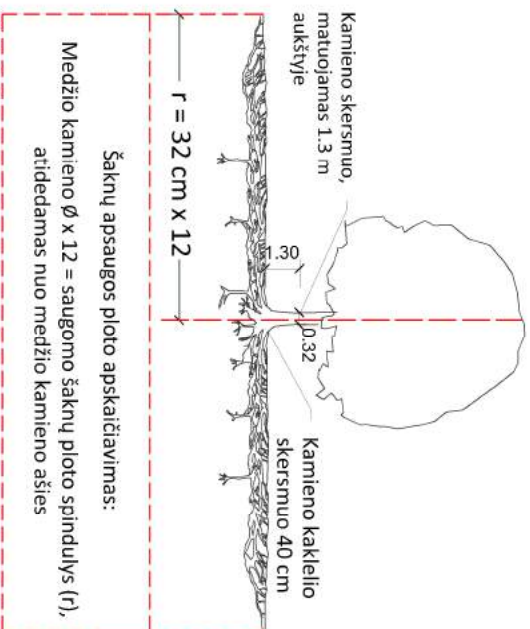 Kamieno skersmuo,
matuojamas 1.3 m
aukštyje
1.30
0.32
Kamieno kaklelio
skersmuo 40 cm
r = 32 cm x 12
Šaknų apsaugos ploto apskaičiavimas:
Medžio kamieno Ø x 12 = saugomo šaknų ploto spindulys (r),
atidedamas nuo medžio kamieno ašies